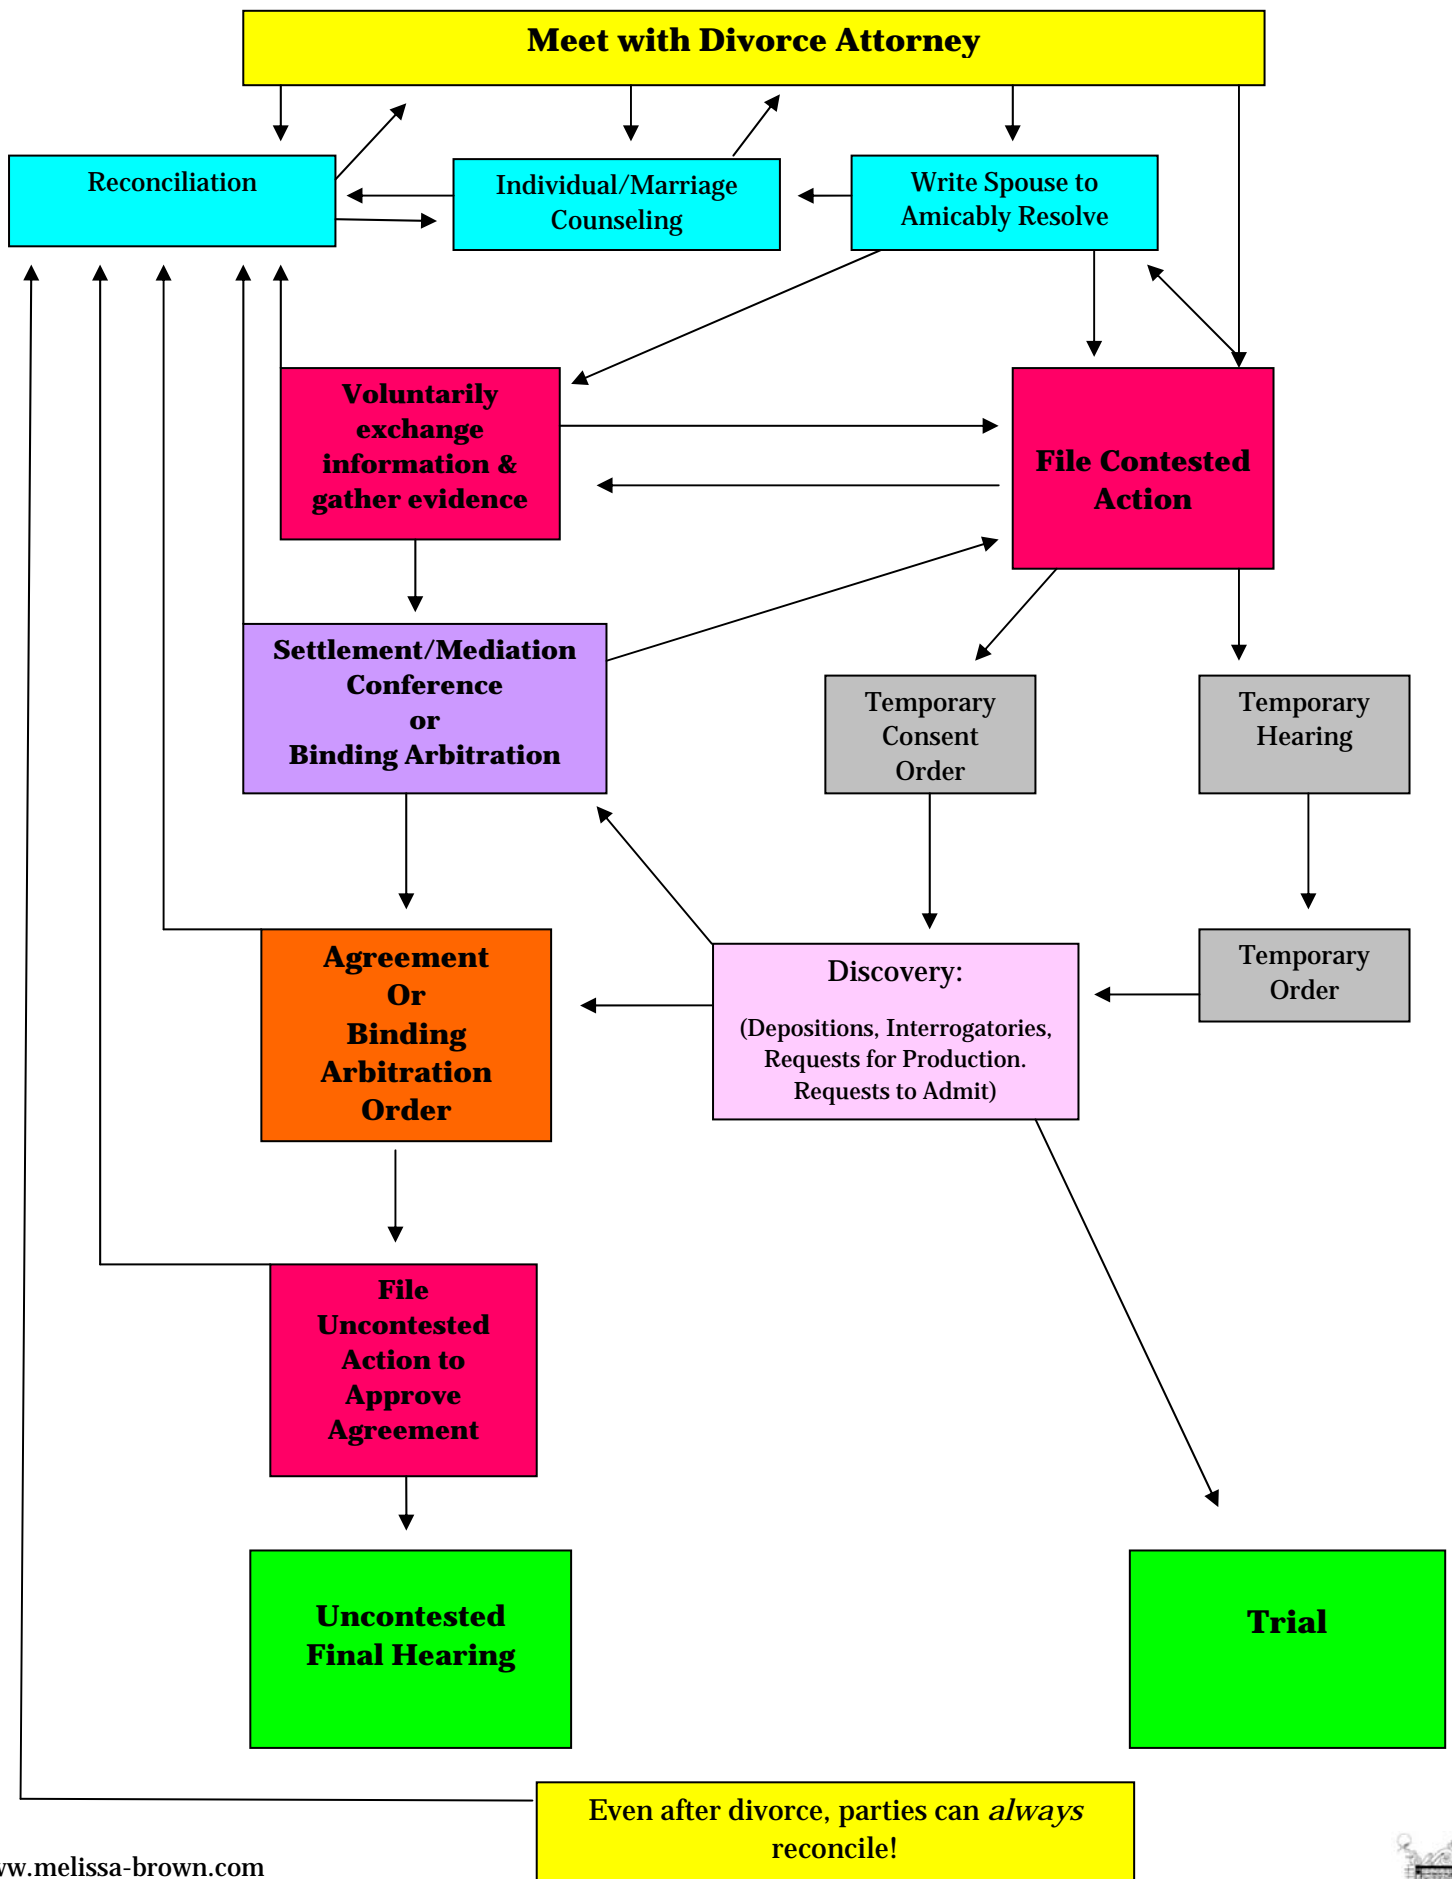 Meet with Divorce Attorney
Reconciliation
Individual/Marriage
Counseling
Write Spouse to
Amicably Resolve
Voluntarily
exchange
information &
gather evidence
File Contested
Action
Settlement/Mediation
Conference
or
Binding Arbitration
Temporary
Consent
Order
Temporary
Hearing
Agreement
Or
Binding
Arbitration
Order
Discovery:
(Depositions, Interrogatories,
Requests for Production.
Requests to Admit)
Temporary
Order
File
Uncontested
Action to
Approve
Agreement
Uncontested
Final Hearing
Trial
Even after divorce, parties can always
reconcile!
ww.melissa-brown.com